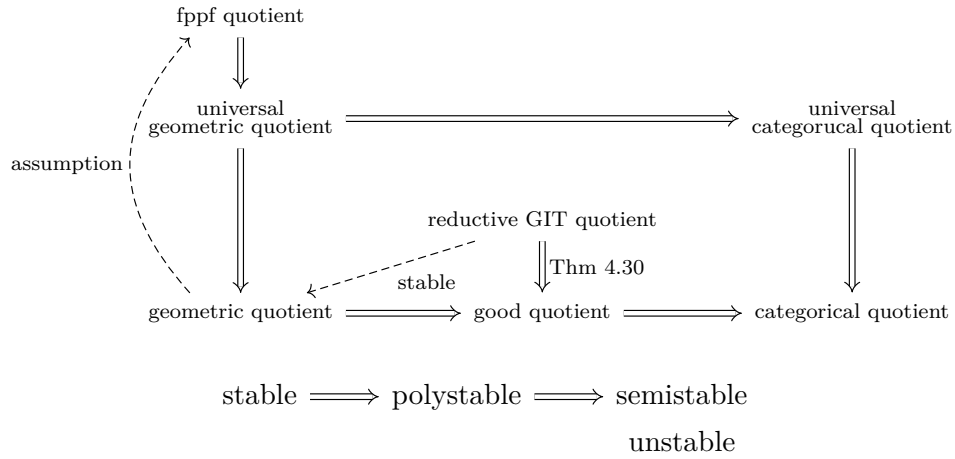 fppf quotient
universal
geometric quotient
universal
categorucal quotient
assumption
reductive GIT quotient
Thm 4.30
stable
geometric quotient
good quotient
categorical quotient
stable
polystable
semistable
unstable